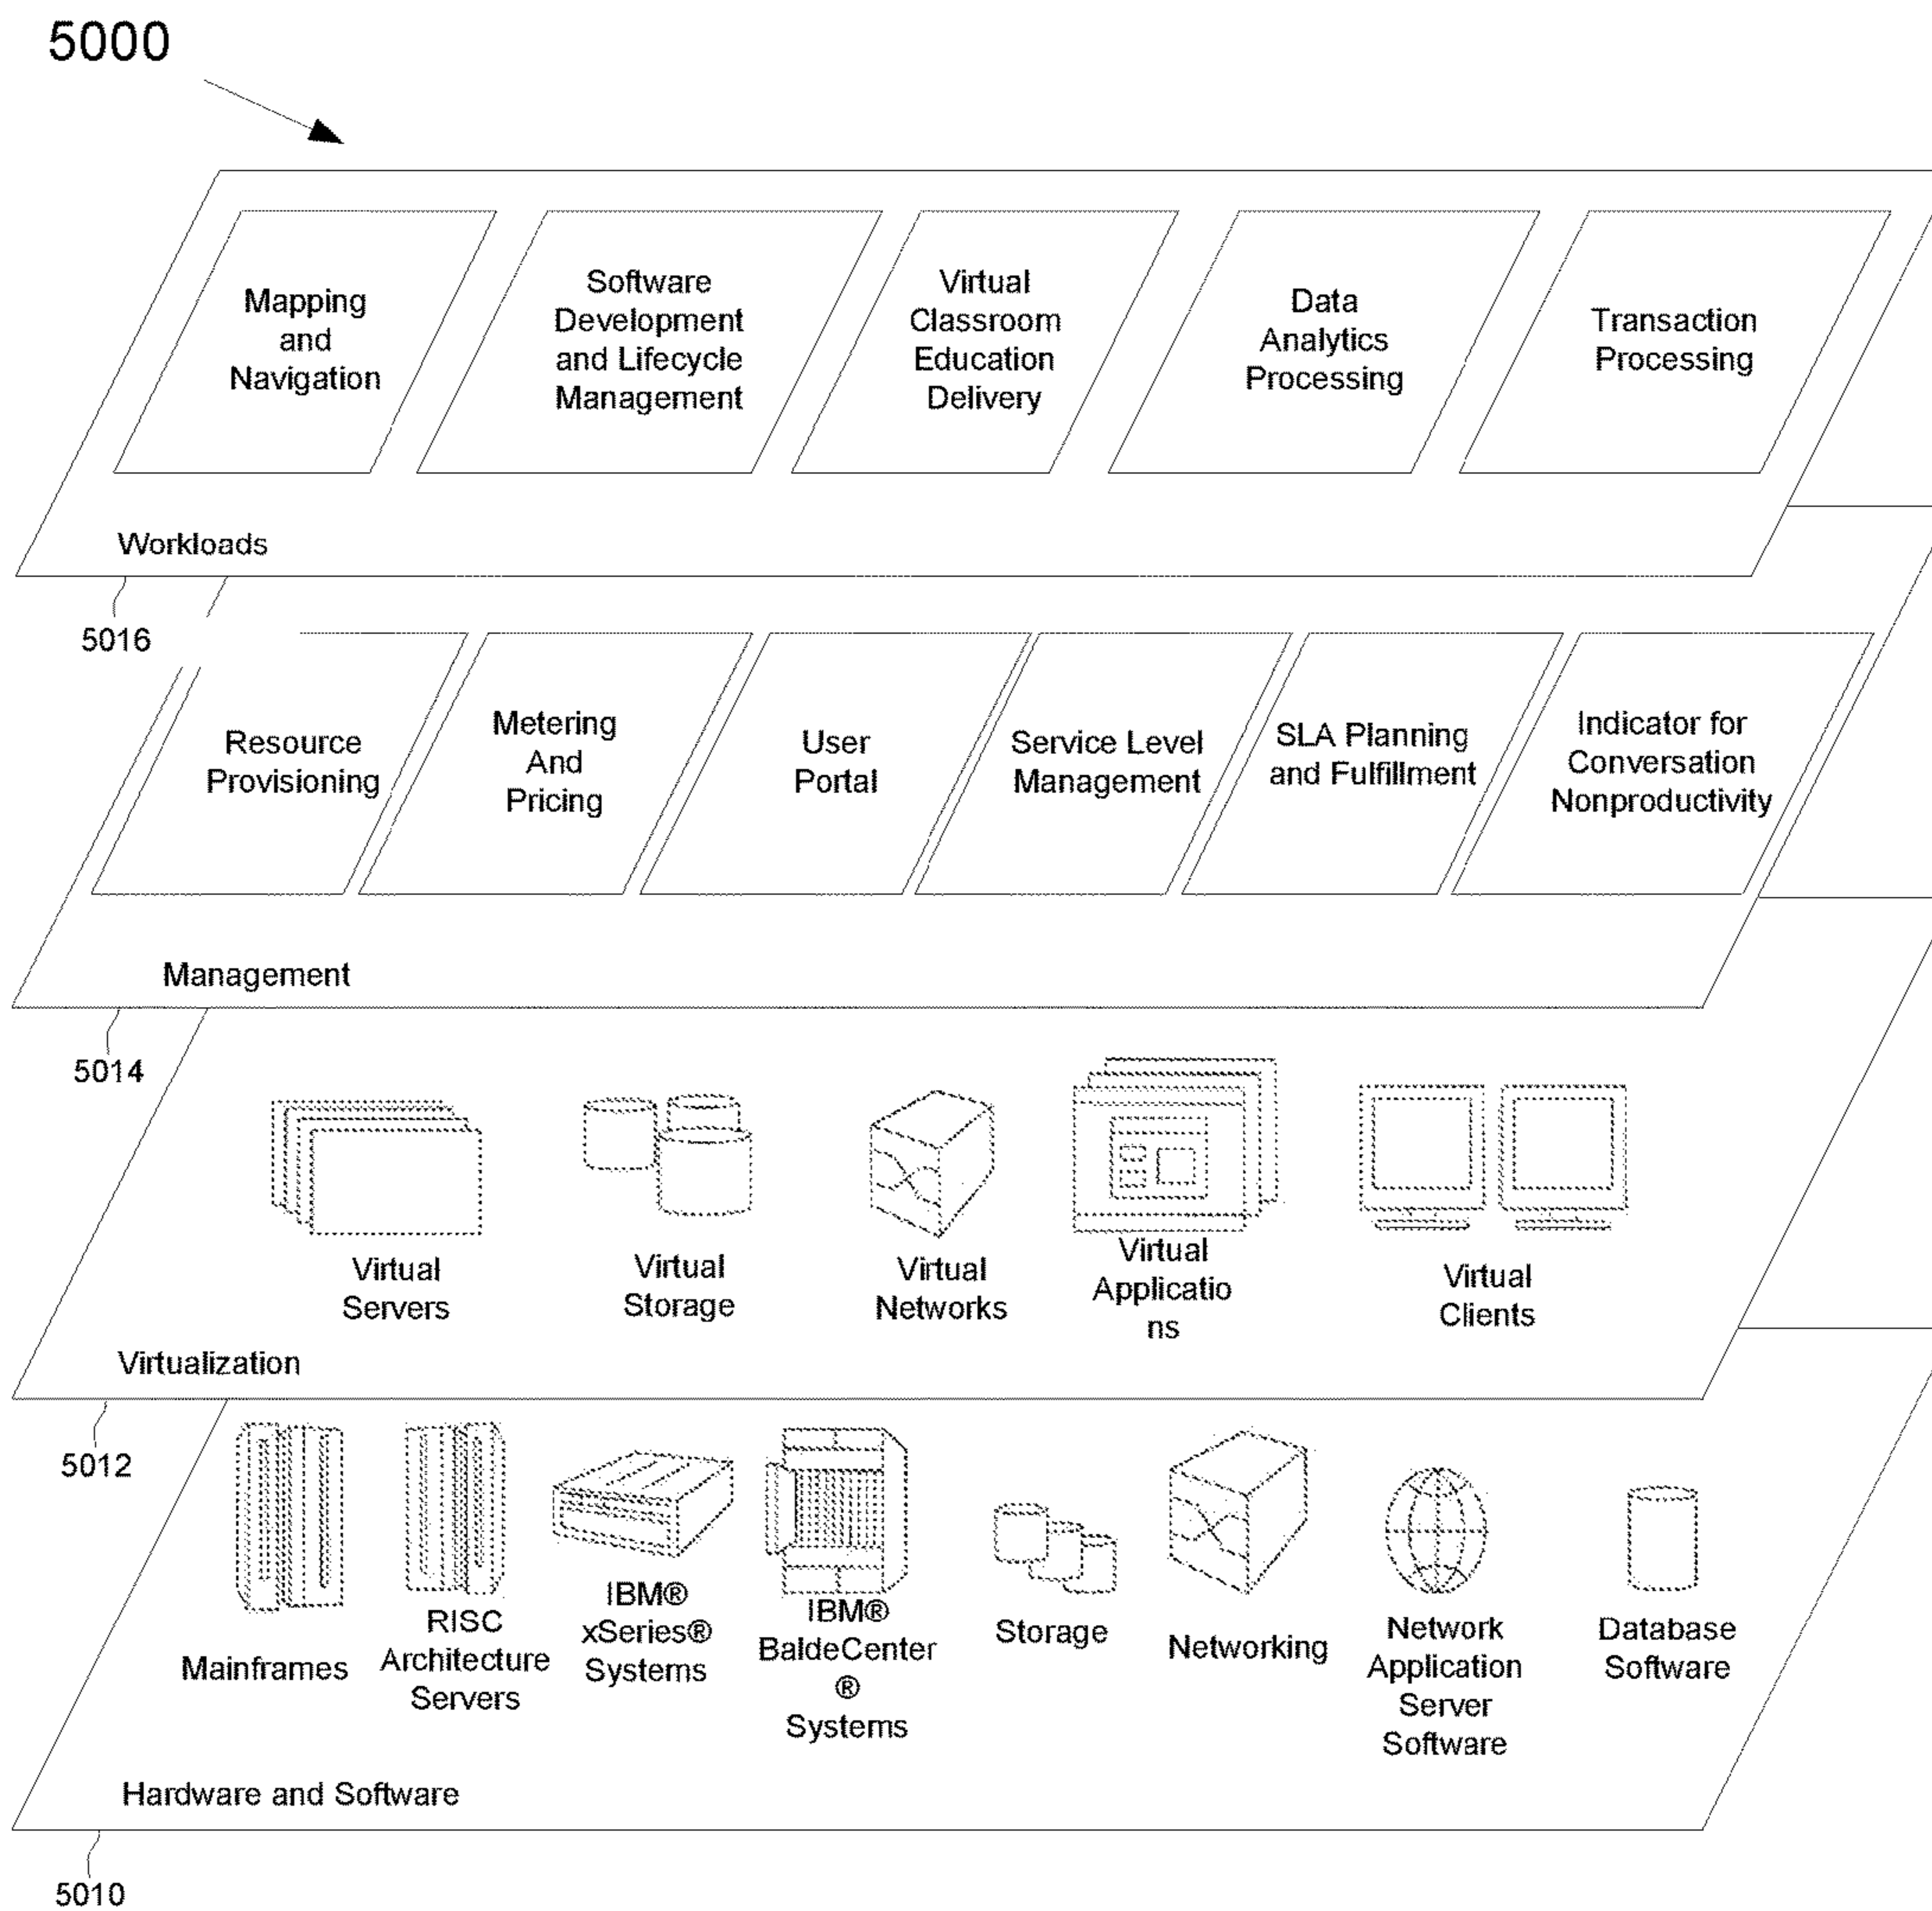 5000
Mapping
and
Navigation
Software
Development
and Lifecycle
Management
Virtual
Classroom
Education
Delivery
Data
Analytics
Processing
Transaction
Processing
Workloads
5016
Resource
Provisioning
Metering
And
Pricing
User
Portal
Service Level
Management
SLA Planning
and Fulfillment
Indicator for
Conversation
Nonproductivity
Management
5014
Virtual
Servers
Virtual
Storage
Virtual
Networks
Virtual
Applicatio
ns
Virtual
Clients
Virtualization
5012
Mainframes
RISC
Architecture
Servers
IBM®
xSeries®
Systems
IBM®
BaldeCenter
®
Systems
Storage
Networking
Network
Application
Server
Software
Database
Software
Hardware and Software
5010